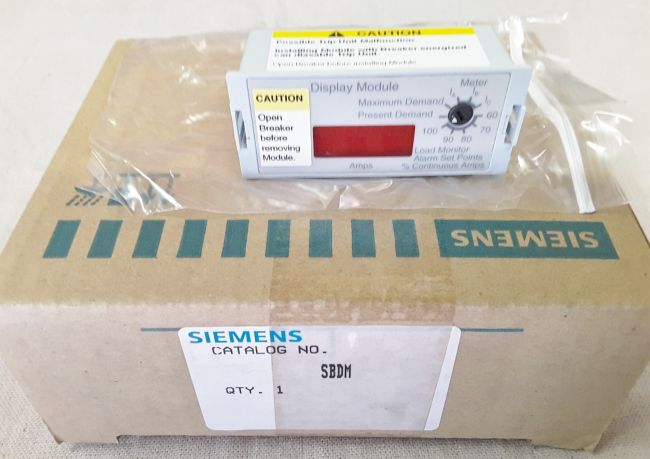 CAUTION
Possible Trip Unit Malfunction.
Installing Module with Breaker energized
can disable Trip Unit.
Open Breaker before installing Module.
Display Module
Meter
CAUTION
Open
Breaker
before
removing
Module.
Maximum Demand
Present Demand
60
70
80
90
100
Load Monitor
Alarm Set Points
Amps
% Continuous Amps
SIEMENS
SIEMENS
CATALOG NO.
SBDM
QTY. 1